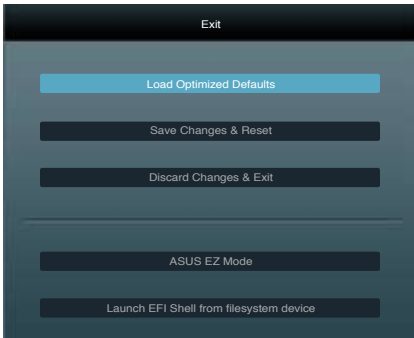 Exit
Load Optimized Defaults
Save Changes & Reset
Discard Changes & Exit
ASUS EZ Mode
Launch EFI Shell from filesystem device